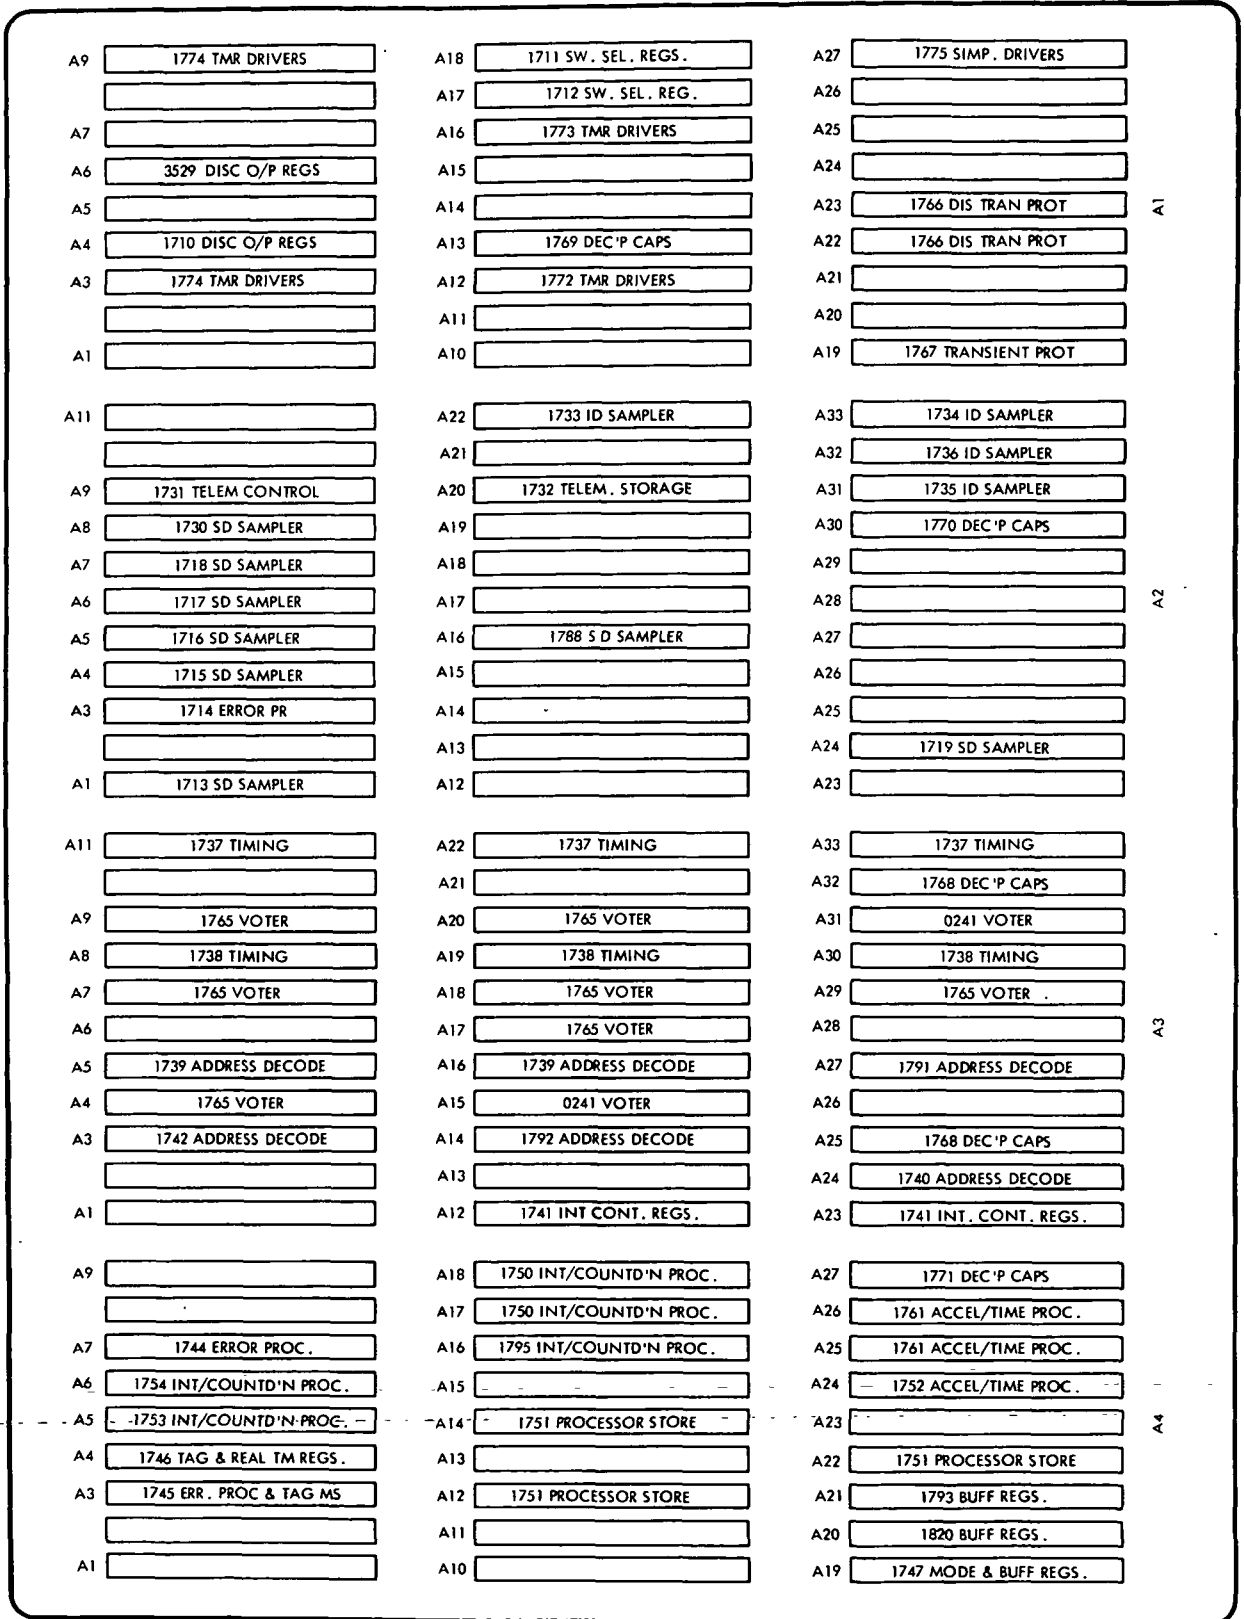 A9 1774 TMR DRIVERS A18 1711 SW. SEL. REGS. A27 1775 SIMP. DRIVERS
A17 1712 SW. SEL. REG. A26
A7 A16 1773 TMR DRIVERS A25
A6 3529 DISC O/P REGS A15 A24
A5 A14 A23 1766 DIS TRAN PROT A1
A4 1710 DISC O/P REGS A13 1769 DEC'P CAPS A22 1766 DIS TRAN PROT
A3 1774 TMR DRIVERS A12 1772 TMR DRIVERS A21
A11 A20
A1 A10 A19 1767 TRANSIENT PROT
A11 A22 1733 ID SAMPLER A33 1734 ID SAMPLER
A21 A32 1736 ID SAMPLER
A9 1731 TELEM CONTROL A20 1732 TELEM. STORAGE A31 1735 ID SAMPLER
A8 1730 SD SAMPLER A19 A30 1770 DEC'P CAPS
A7 1718 SD SAMPLER A18 A29
A6 1717 SD SAMPLER A17 A28 A2
A5 1716 SD SAMPLER A16 1788 S D SAMPLER A27
A4 1715 SD SAMPLER A15 A26
A3 1714 ERROR PR A14 A25
A13 A24 1719 SD SAMPLER
A1 1713 SD SAMPLER A12 A23
A11 1737 TIMING A22 1737 TIMING A33 1737 TIMING
A21 A32 1768 DEC'P CAPS
A9 1765 VOTER A20 1765 VOTER A31 0241 VOTER
A8 1738 TIMING A19 1738 TIMING A30 1738 TIMING
A7 1765 VOTER A18 1765 VOTER A29 1765 VOTER .
A6 A17 1765 VOTER A28 A3
A5 1739 ADDRESS DECODE A16 1739 ADDRESS DECODE A27 1791 ADDRESS DECODE
A4 1765 VOTER A15 0241 VOTER A26
A3 1742 ADDRESS DECODE A14 1792 ADDRESS DECODE A25 1768 DEC'P CAPS
A13 A24 1740 ADDRESS DECODE
A1 A12 1741 INT CONT. REGS. A23 1741 INT. CONT. REGS.
A9 A18 1750 INT/COUNTD'N PROC. A27 1771 DEC'P CAPS
A17 1750 INT/COUNTD'N PROC. A26 1761 ACCEL/TIME PROC.
A7 1744 ERROR PROC. A16 1795 INT/COUNTD'N PROC. A25 1761 ACCEL/TIME PROC.
A6 1754 INT/COUNTD'N PROC. A15 A24 1752 ACCEL/TIME PROC.
A5 1753 INT/COUNTD'N PROC. A14 1751 PROCESSOR STORE A23 A4
A4 1746 TAG & REAL TM REGS. A13 A22 1751 PROCESSOR STORE
A3 1745 ERR. PROC & TAG MS A12 1751 PROCESSOR STORE A21 1793 BUFF REGS.
A11 A20 1820 BUFF REGS.
A1 A10 A19 1747 MODE & BUFF REGS.